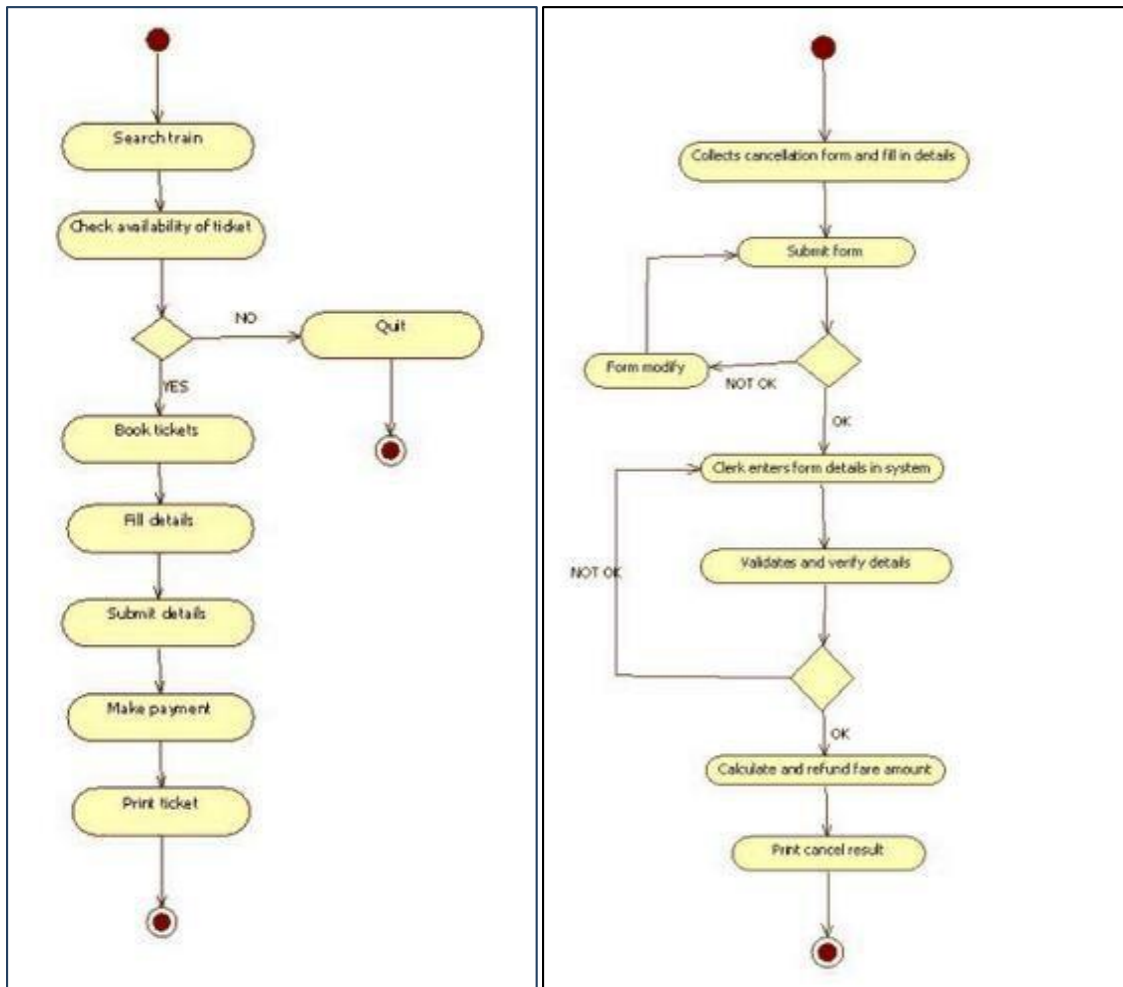 Search train
Check availability of ticket
NO
Quit
YES
Book tickets
Fill details
Submit details
Make payment
Print ticket
Collects cancellation form and fill in details
Submit form
Form modify
NOT OK
OK
Clerk enters form details in system
Validates and verify details
NOT OK
OK
Calculate and refund fare amount
Print cancel result